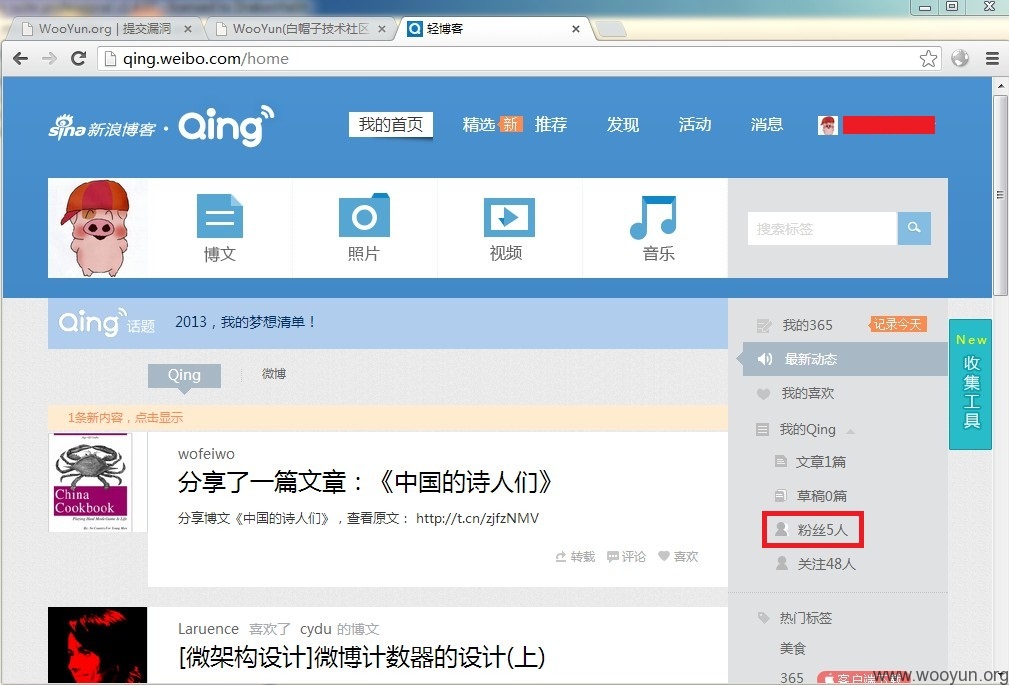 WooYun.org | 提交漏洞
WooYun(白帽子技术社区
轻博客
qing.weibo.com/home
sina新浪博客 · Qing
我的首页
精选 新
推荐
发现
活动
消息
博文
照片
视频
音乐
搜索标签
Qing话题
2013，我的梦想清单！
Qing
微博
1条新内容，点击显示
China
Cookbook
wofeiwo
分享了一篇文章：《中国的诗人们》
分享博文《中国的诗人们》，查看原文： http://t.cn/zjfzNMV
转载 评论 喜欢
Laruence 喜欢了 cydu 的博文
[微架构设计]微博计数器的设计(上)
我的365
记录今天
最新动态
我的喜欢
我的Qing
文章1篇
草稿0篇
粉丝5人
关注48人
热门标签
美食
365
New
收集工具
www.wooyun.org